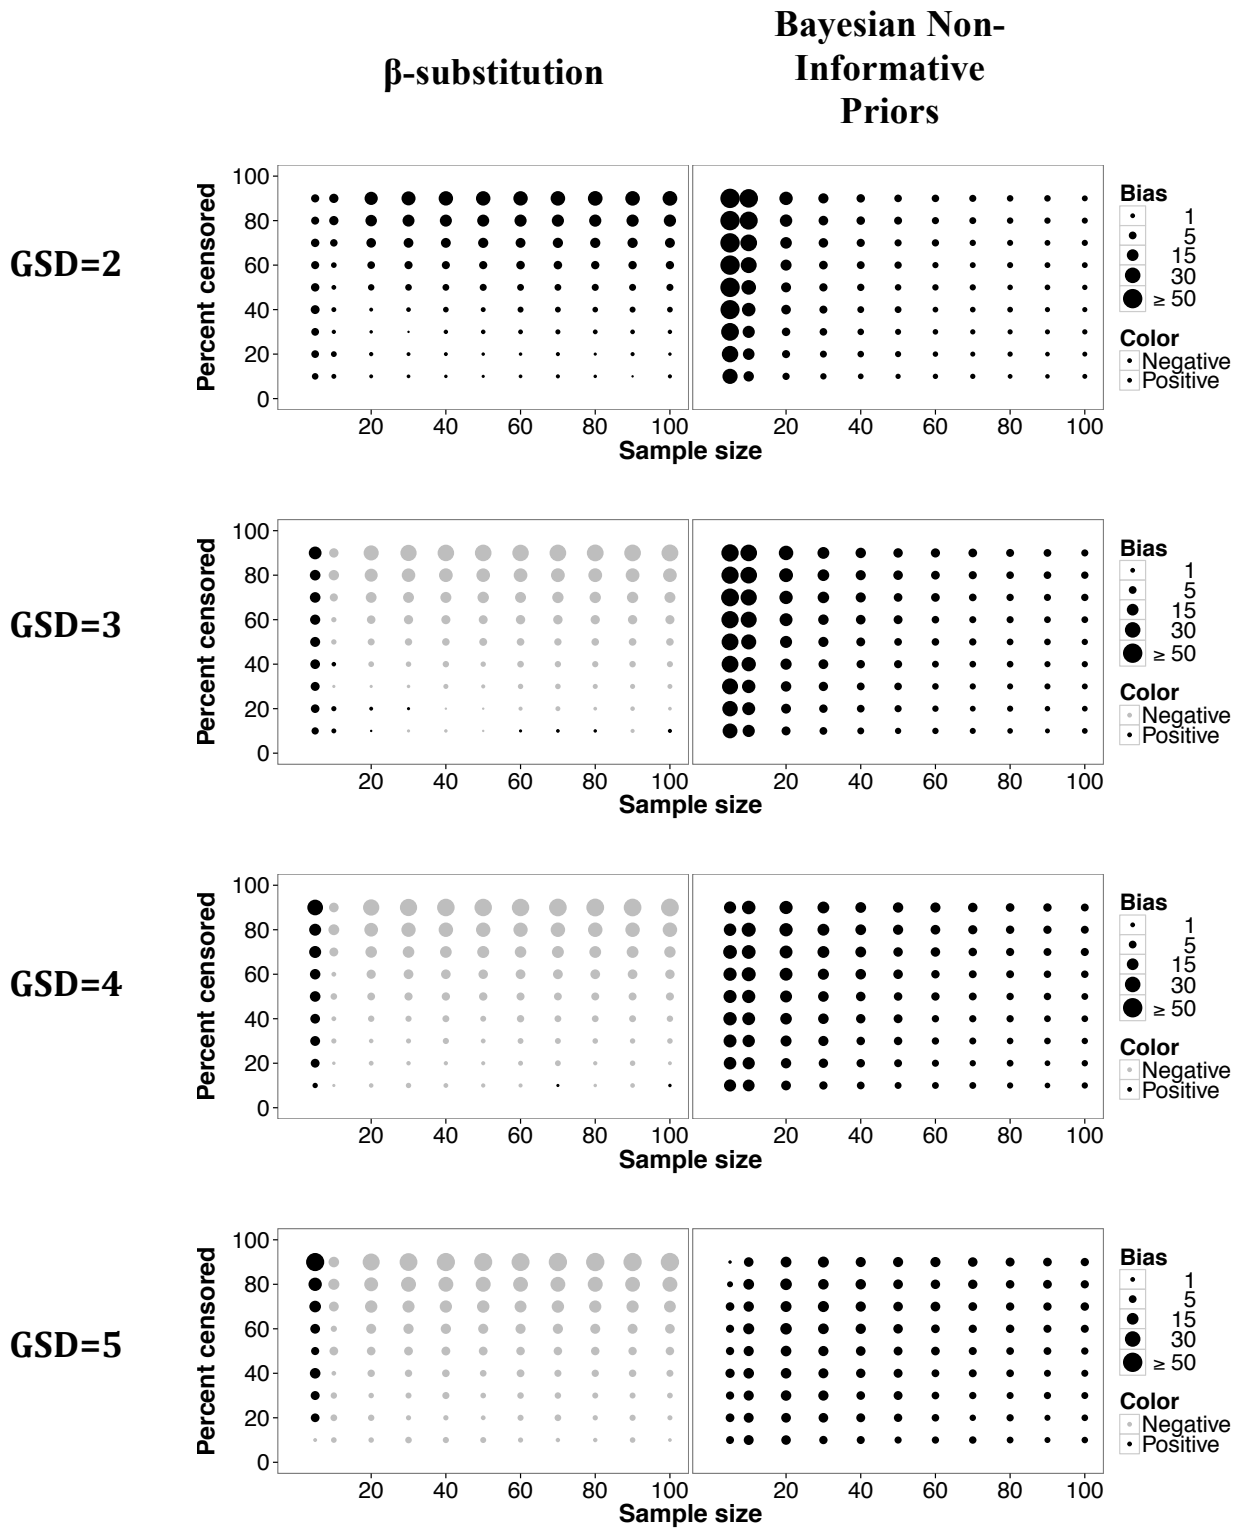 Bayesian Non-
Informative
Priors
β-substitution
GSD=2
Percent censored
100
80
60
40
20
0
20 40 60 80 100
20 40 60 80 100
Sample size
Bias
1
5
15
30
≥ 50
Color
Negative
Positive
GSD=3
Percent censored
100
80
60
40
20
0
20 40 60 80 100
20 40 60 80 100
Sample size
Bias
1
5
15
30
≥ 50
Color
Negative
Positive
GSD=4
Percent censored
100
80
60
40
20
0
20 40 60 80 100
20 40 60 80 100
Sample size
Bias
1
5
15
30
≥ 50
Color
Negative
Positive
GSD=5
Percent censored
100
80
60
40
20
0
20 40 60 80 100
20 40 60 80 100
Sample size
Bias
1
5
15
30
≥ 50
Color
Negative
Positive